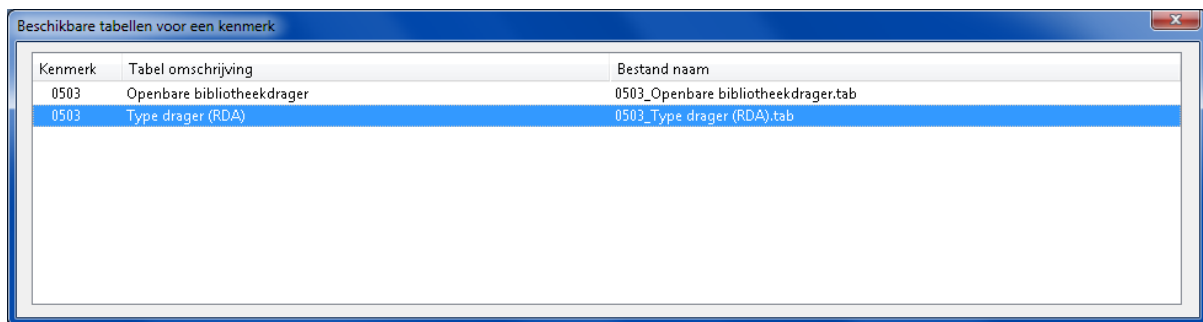 Beschikbare tabellen voor een kenmerk
Kenmerk Tabel omschrijving Bestand naam
0503 Openbare bibliotheekdrager 0503_Openbare bibliotheekdrager.tab
0503 Type drager (RDA) 0503_Type drager (RDA).tab